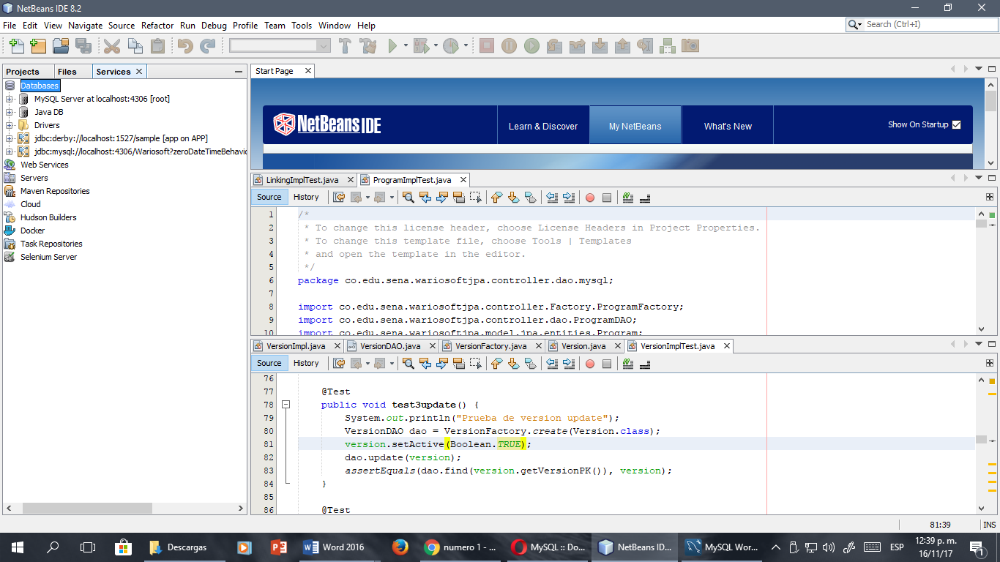 NetBeans IDE 8.2
File Edit View Navigate Source Refactor Run Debug Profile Team Tools Window Help
Search (Ctrl+I)
Projects Files Services
Databases
MySQL Server at localhost:4306 [root]
Java DB
Drivers
jdbc:derby://localhost:1527/sample [app on APP]
jdbc:mysql://localhost:4306/Wariosoft?zeroDateTimeBehavio
Web Services
Servers
Maven Repositories
Cloud
Hudson Builders
Docker
Task Repositories
Selenium Server
Start Page
NetBeans IDE
Learn & Discover My NetBeans What's New Show On Startup
LinkingImplTest.java ProgramImplTest.java
Source History
1 /*
2 * To change this license header, choose License Headers in Project Properties.
3 * To change this template file, choose Tools | Templates
4 * and open the template in the editor.
5 */
6 package co.edu.sena.wariosoftjpa.controller.dao.mysql;
7
8 import co.edu.sena.wariosoftjpa.controller.Factory.ProgramFactory;
9 import co.edu.sena.wariosoftjpa.controller.dao.ProgramDAO;
10 import co.edu.sena.wariosoftjpa.model.jpa.entities.Program;
VersionImpl.java VersionDAO.java VersionFactory.java Version.java VersionImplTest.java
Source History
76
77 @Test
78 public void test3update() {
79 System.out.println("Prueba de version update");
80 VersionDAO dao = VersionFactory.create(Version.class);
81 version.setActive(Boolean.TRUE);
82 dao.update(version);
83 assertEquals(dao.find(version.getVersionPK()), version);
84 }
85
86 @Test
81:39 INS
Descargas Word 2016 numero 1 - ... MySQL :: Do... NetBeans ID... MySQL Wor... ESP 12:39 p. m.
16/11/17 1